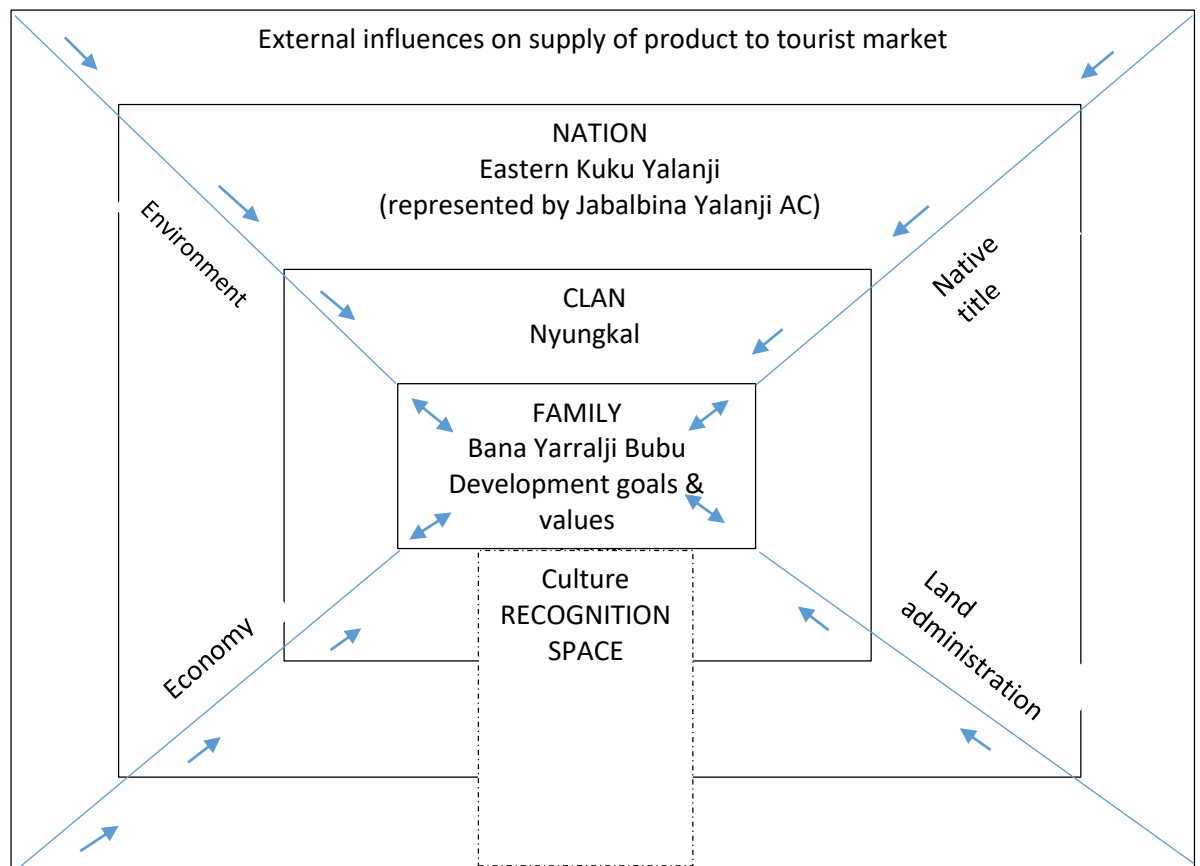 External influences on supply of product to tourist market
NATION
Eastern Kuku Yalanji
(represented by Jabalbina Yalanji AC)
Environment
Native
title
CLAN
Nyungkal
FAMILY
Bana Yarralji Bubu
Development goals &
values
Culture
RECOGNITION
SPACE
Economy
Land
administration